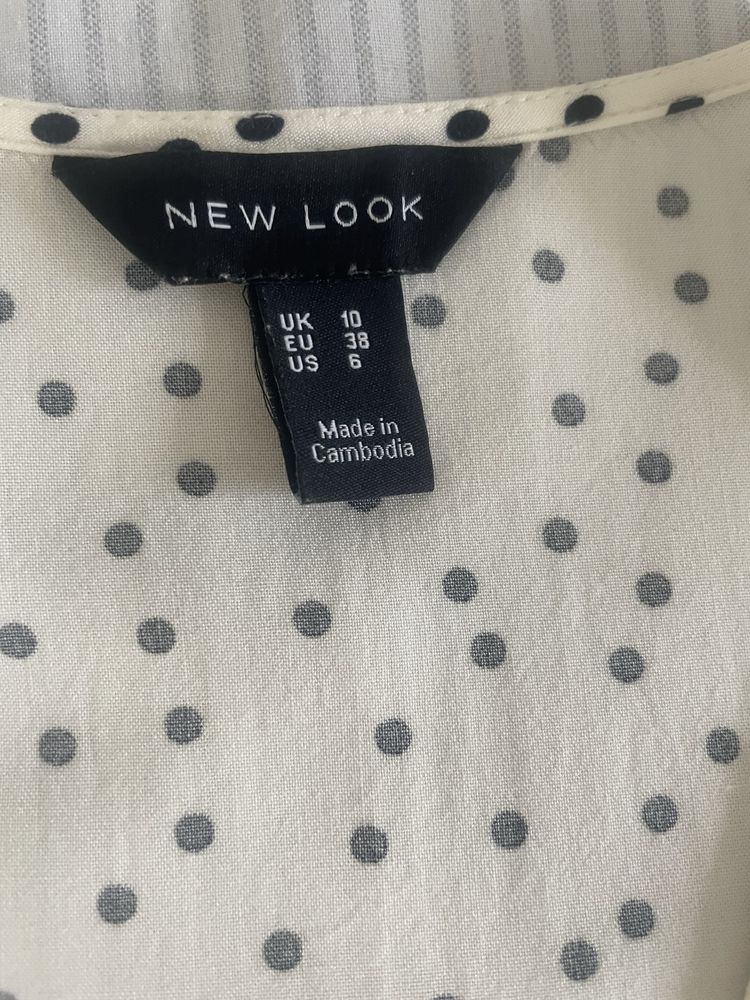 NEW LOOK
UK 10
EU 38
US 6
Made in
Cambodia